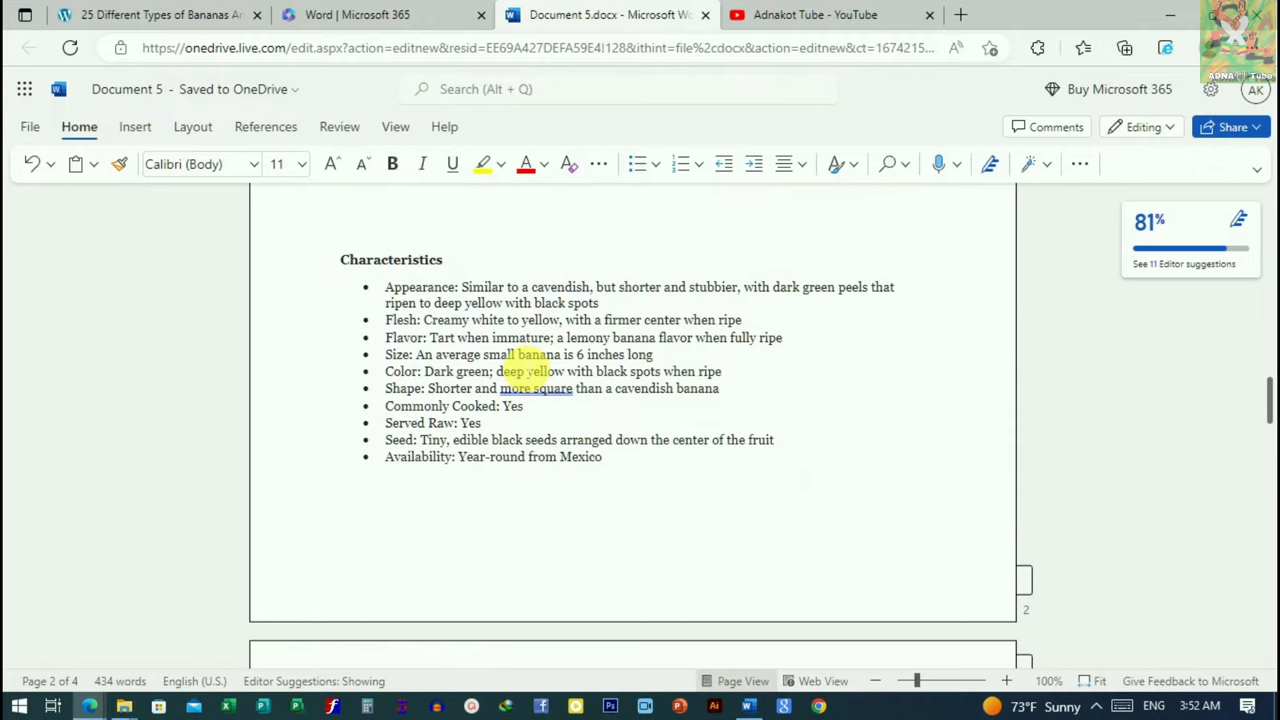 25 Different Types of Bananas Ar
Word | Microsoft 365
Document 5.docx - Microsoft Wo
Adnakot Tube - YouTube
https://onedrive.live.com/edit.aspx?action=editnew&resid=EE69A427DEFA59E4!128&ithint=file%2cdocx&action=editnew&ct=1674215...
Document 5 - Saved to OneDrive
Search (Alt + Q)
Buy Microsoft 365
AK
File Home Insert Layout References Review View Help
Comments
Editing
Share
Calibri (Body) 11
81%
See 11 Editor suggestions
Characteristics
• Appearance: Similar to a cavendish, but shorter and stubbier, with dark green peels that
ripen to deep yellow with black spots
• Flesh: Creamy white to yellow, with a firmer center when ripe
• Flavor: Tart when immature; a lemony banana flavor when fully ripe
• Size: An average small banana is 6 inches long
• Color: Dark green; deep yellow with black spots when ripe
• Shape: Shorter and more square than a cavendish banana
• Commonly Cooked: Yes
• Served Raw: Yes
• Seed: Tiny, edible black seeds arranged down the center of the fruit
• Availability: Year-round from Mexico
2
Page 2 of 4
434 words
English (U.S.)
Editor Suggestions: Showing
Page View
Web View
100%
Fit
Give Feedback to Microsoft
73°F Sunny
ENG
3:52 AM